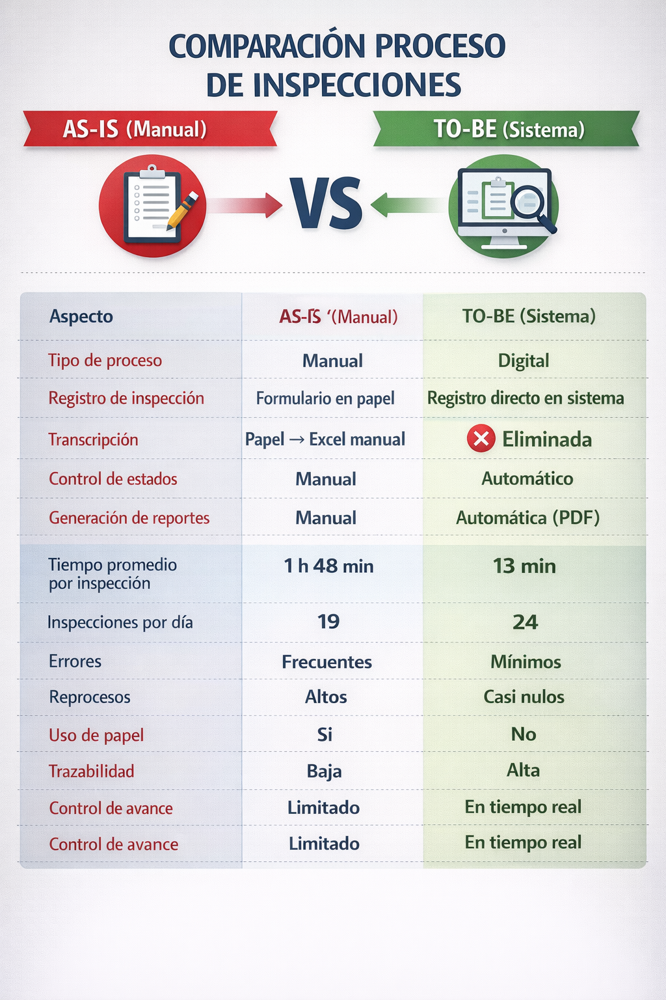 COMPARACIÓN PROCESO
DE INSPECCIONES
AS-IS (Manual)
TO-BE (Sistema)
VS
Aspecto AS-IS ‘(Manual) TO-BE (Sistema)
Tipo de proceso Manual Digital
Registro de inspección Formulario en papel Registro directo en sistema
Transcripción Papel → Excel manual Eliminada
Control de estados Manual Automático
Generación de reportes Manual Automática (PDF)
Tiempo promedio
por inspección 1 h 48 min 13 min
Inspecciones por día 19 24
Errores Frecuentes Mínimos
Reprocesos Altos Casi nulos
Uso de papel Si No
Trazabilidad Baja Alta
Control de avance Limitado En tiempo real
Control de avance Limitado En tiempo real